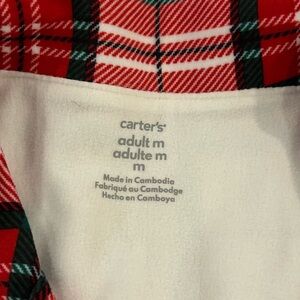 carter's
adult m
adulte m
m
Made in Cambodia
Fabriqué au Cambodge
Hecho en Camboya